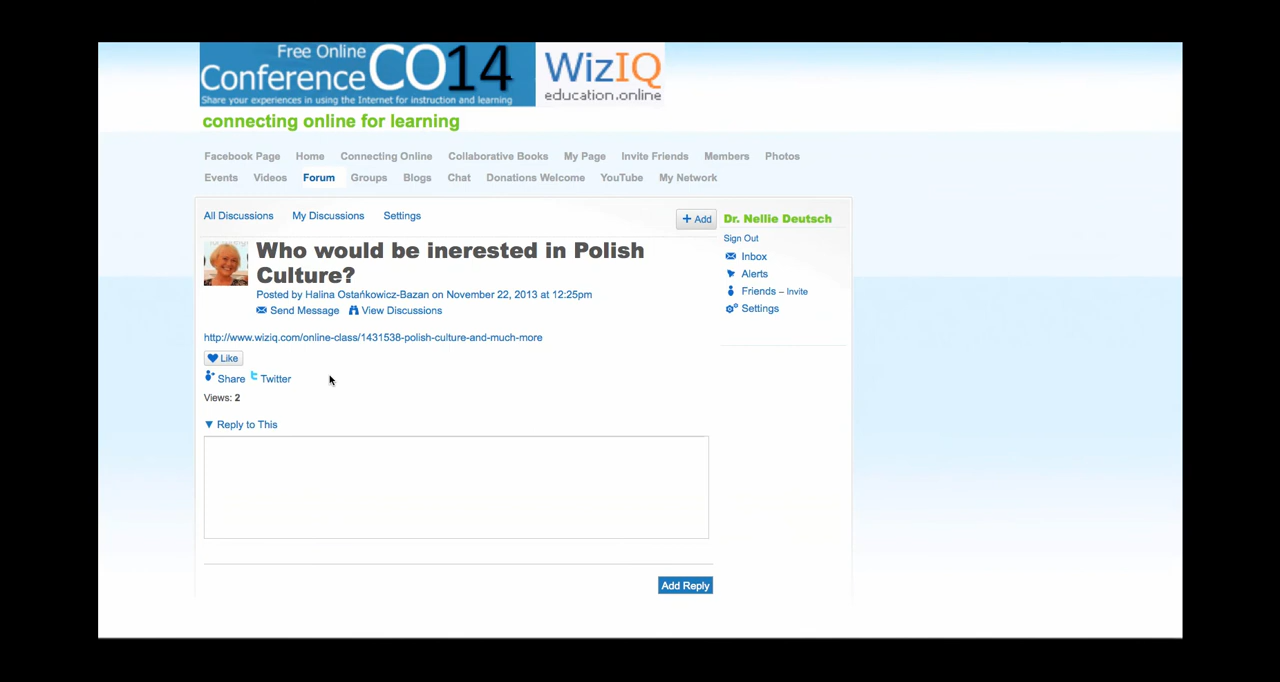 Free Online
Conference CO14
Share your experiences in using the Internet for instruction and learning
WizIQ
education.online
connecting online for learning
Facebook Page Home Connecting Online Collaborative Books My Page Invite Friends Members Photos
Events Videos Forum Groups Blogs Chat Donations Welcome YouTube My Network
All Discussions My Discussions Settings
+ Add
Who would be inerested in Polish
Culture?
Posted by Halina Ostańkowicz-Bazan on November 22, 2013 at 12:25pm
Send Message View Discussions
http://www.wiziq.com/online-class/1431538-polish-culture-and-much-more
Like
Share Twitter
Views: 2
▼ Reply to This
Add Reply
Dr. Nellie Deutsch
Sign Out
Inbox
Alerts
Friends – Invite
Settings